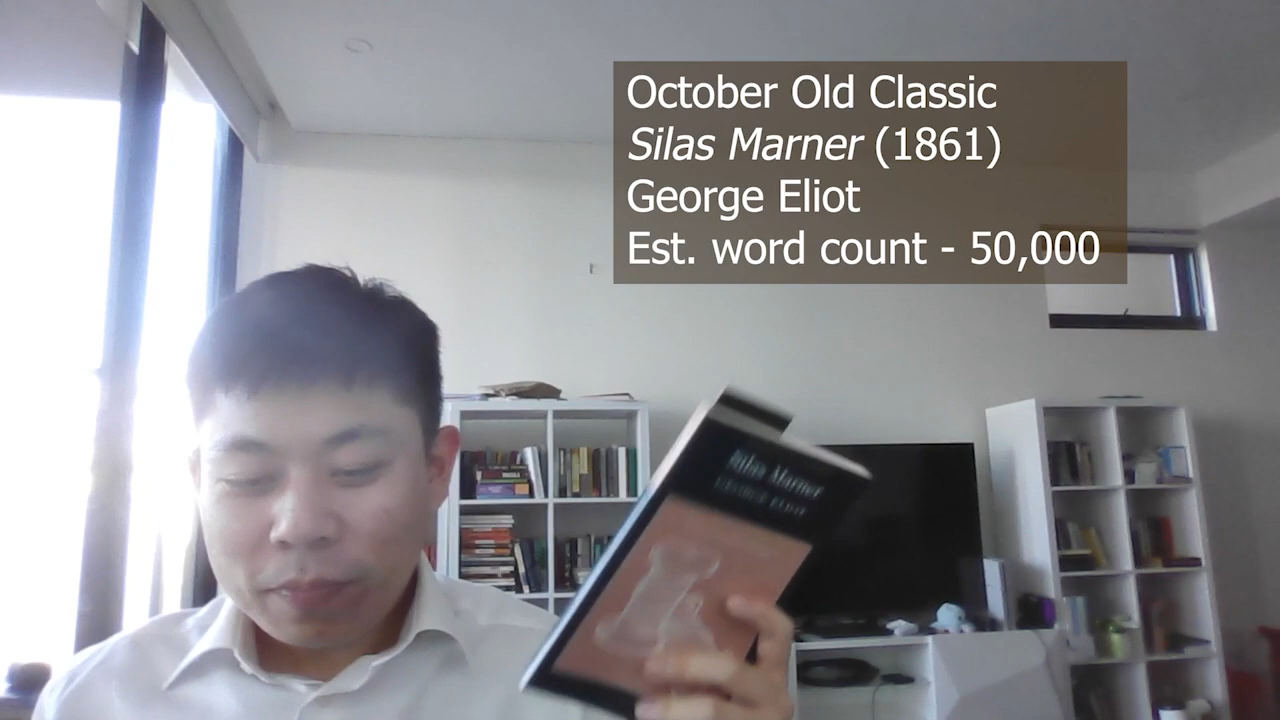 October Old Classic
Silas Marner (1861)
George Eliot
Est. word count - 50,000
Silas Marner
GEORGE ELIOT